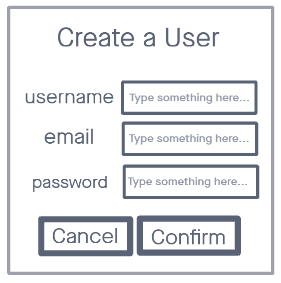 Create a User
username Type something here...
email Type something here...
password Type something here...
Cancel Confirm